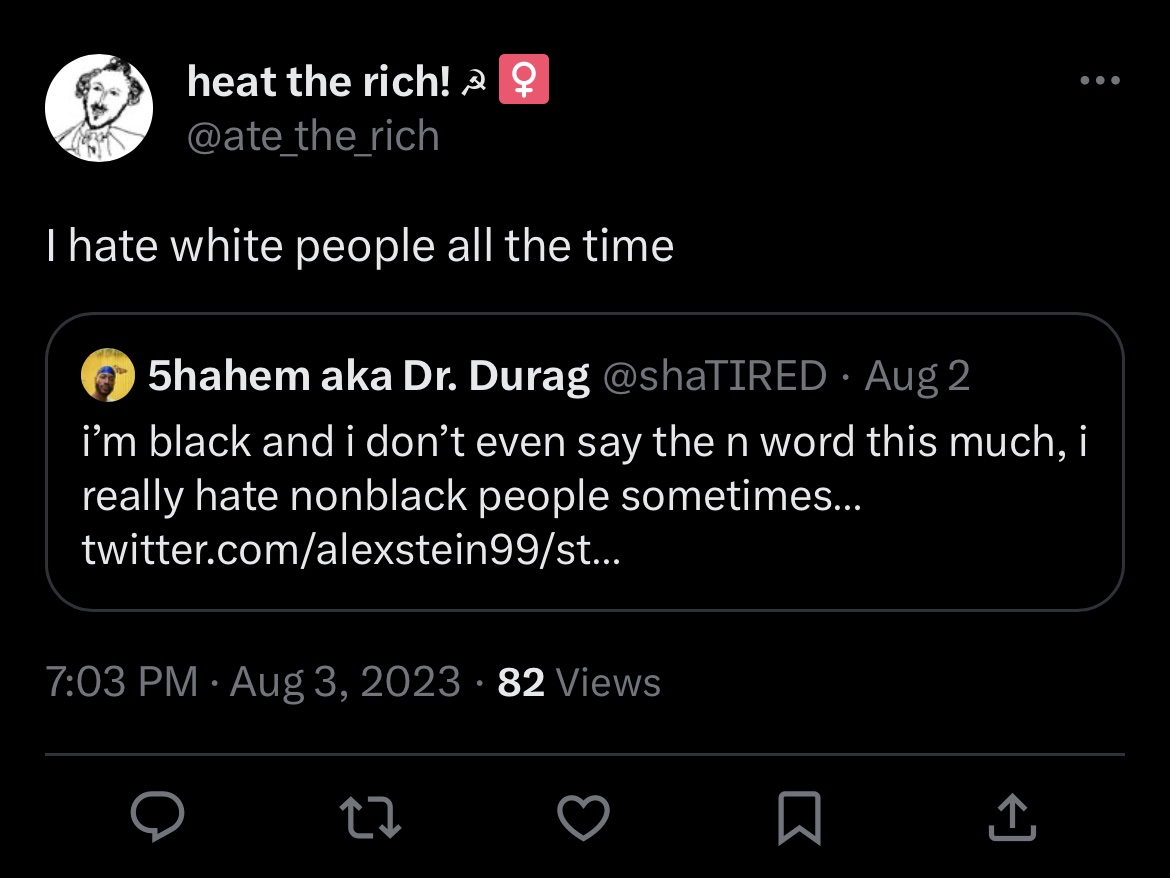 heat the rich! ☭ ♀
@ate_the_rich
I hate white people all the time
5hahem aka Dr. Durag @shaTIRED · Aug 2
i’m black and i don’t even say the n word this much, i
really hate nonblack people sometimes…
twitter.com/alexstein99/st…
7:03 PM · Aug 3, 2023 · 82 Views